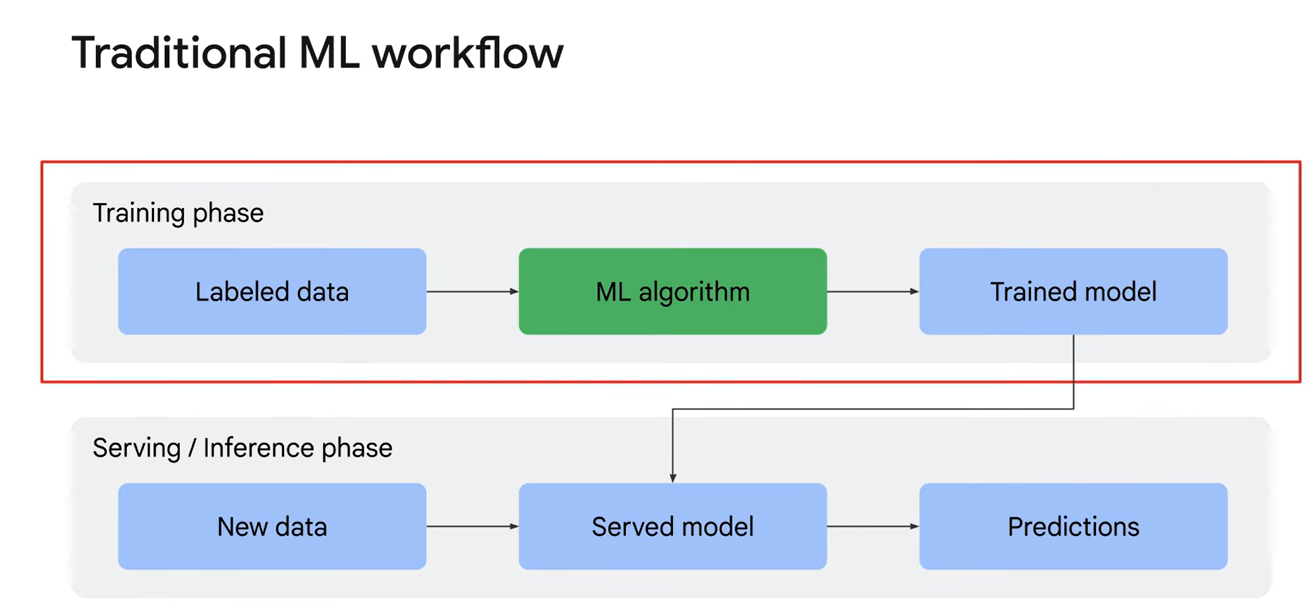 Traditional ML workflow
Training phase
Labeled data
ML algorithm
Trained model
Serving / Inference phase
New data
Served model
Predictions